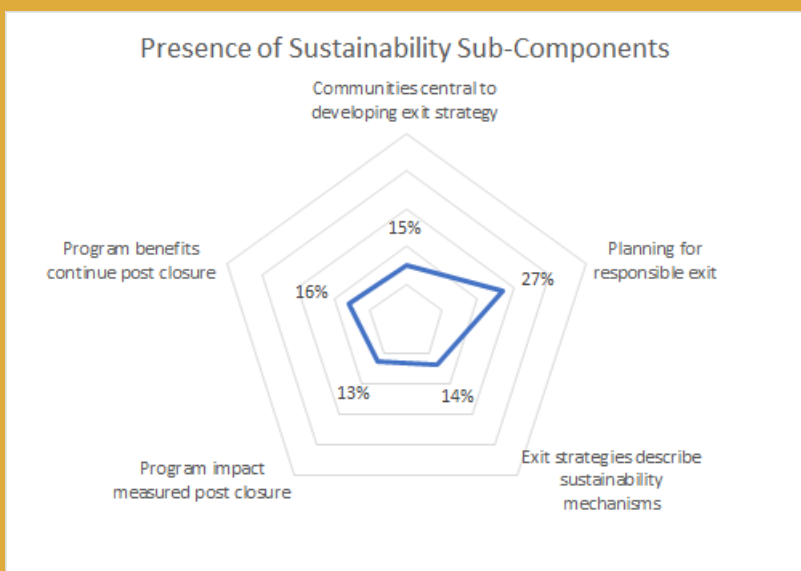 Presence of Sustainability Sub-Components
Communities central to
developing exit strategy
15%
Program benefits
continue post closure
Planning for
responsible exit
27%
16%
13%
14%
Exit strategies describe
sustainability
mechanisms
Program impact
measured post closure